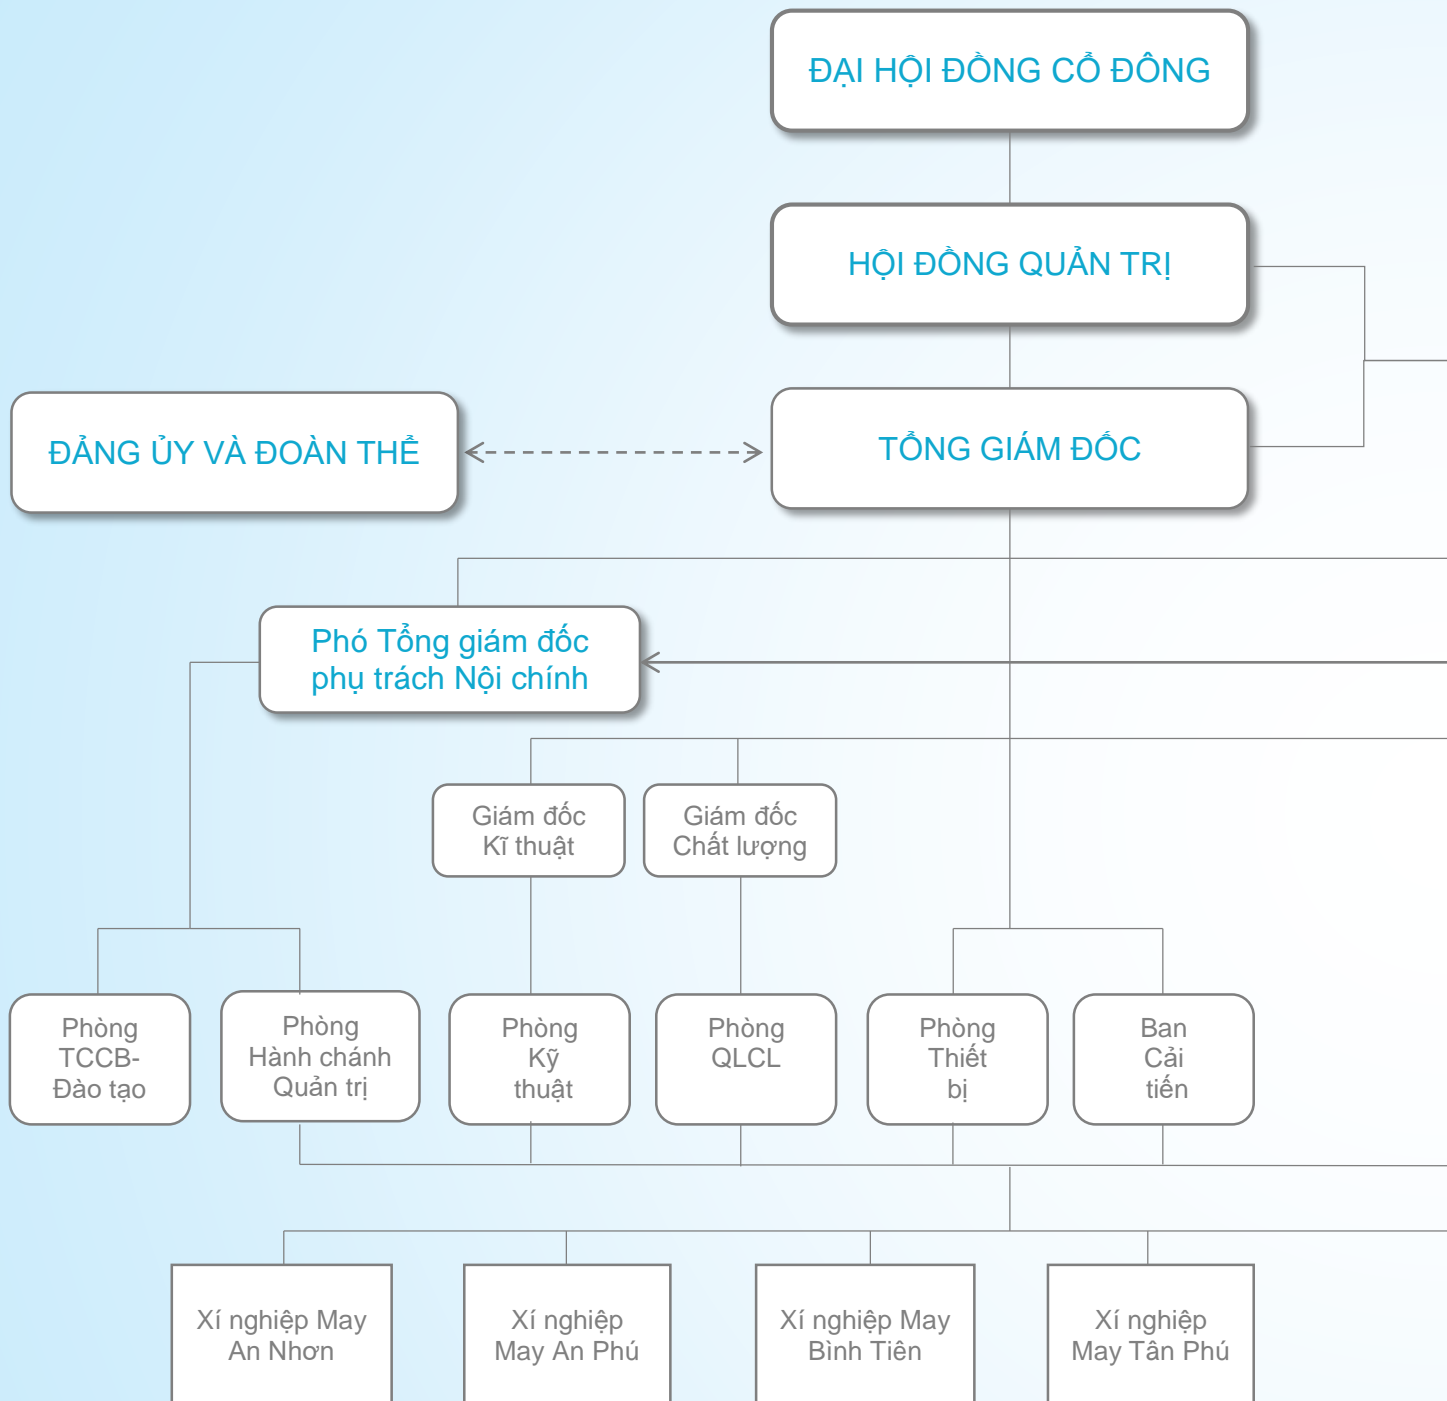 ĐẠI HỘI ĐỒNG CỔ ĐÔNG
HỘI ĐỒNG QUẢN TRỊ
ĐẢNG ỦY VÀ ĐOÀN THỂ
TỔNG GIÁM ĐỐC
Phó Tổng giám đốc
phụ trách Nội chính
Giám đốc
Kĩ thuật
Giám đốc
Chất lượng
Phòng
TCCB-
Đào tạo
Phòng
Hành chánh
Quản trị
Phòng
Kỹ
thuật
Phòng
QLCL
Phòng
Thiết
bị
Ban
Cải
tiến
Xí nghiệp May
An Nhơn
Xí nghiệp
May An Phú
Xí nghiệp May
Bình Tiên
Xí nghiệp
May Tân Phú